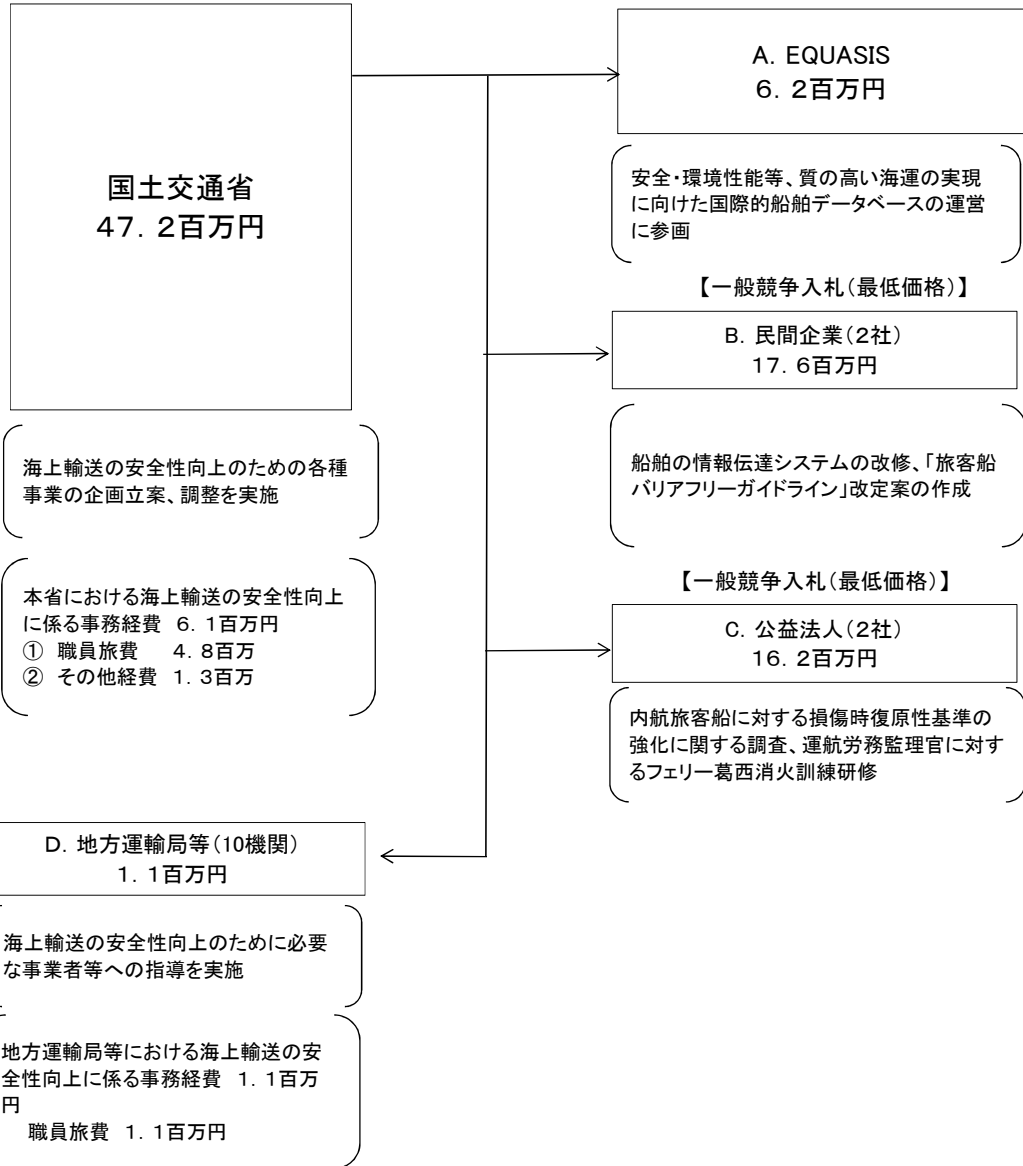 国土交通省
47．2百万円
海上輸送の安全性向上のための各種
事業の企画立案、調整を実施
本省における海上輸送の安全性向上
に係る事務経費　6．1百万円
①　職員旅費　　4．8百万
②　その他経費　1．3百万
A．EQUASIS
6．2百万円
安全・環境性能等、質の高い海運の実現
に向けた国際的船舶データベースの運営
に参画
【一般競争入札（最低価格）】
B．民間企業（2社）
17．6百万円
船舶の情報伝達システムの改修、「旅客船
バリアフリーガイドライン」改定案の作成
【一般競争入札（最低価格）】
C．公益法人（2社）
16．2百万円
内航旅客船に対する損傷時復原性基準の
強化に関する調査、運航労務監理官に対す
るフェリー葛西消火訓練研修
D．地方運輸局等（10機関）
1．1百万円
海上輸送の安全性向上のために必要
な事業者等への指導を実施
地方運輸局等における海上輸送の安
全性向上に係る事務経費　1．1百万
円
職員旅費　1．1百万円